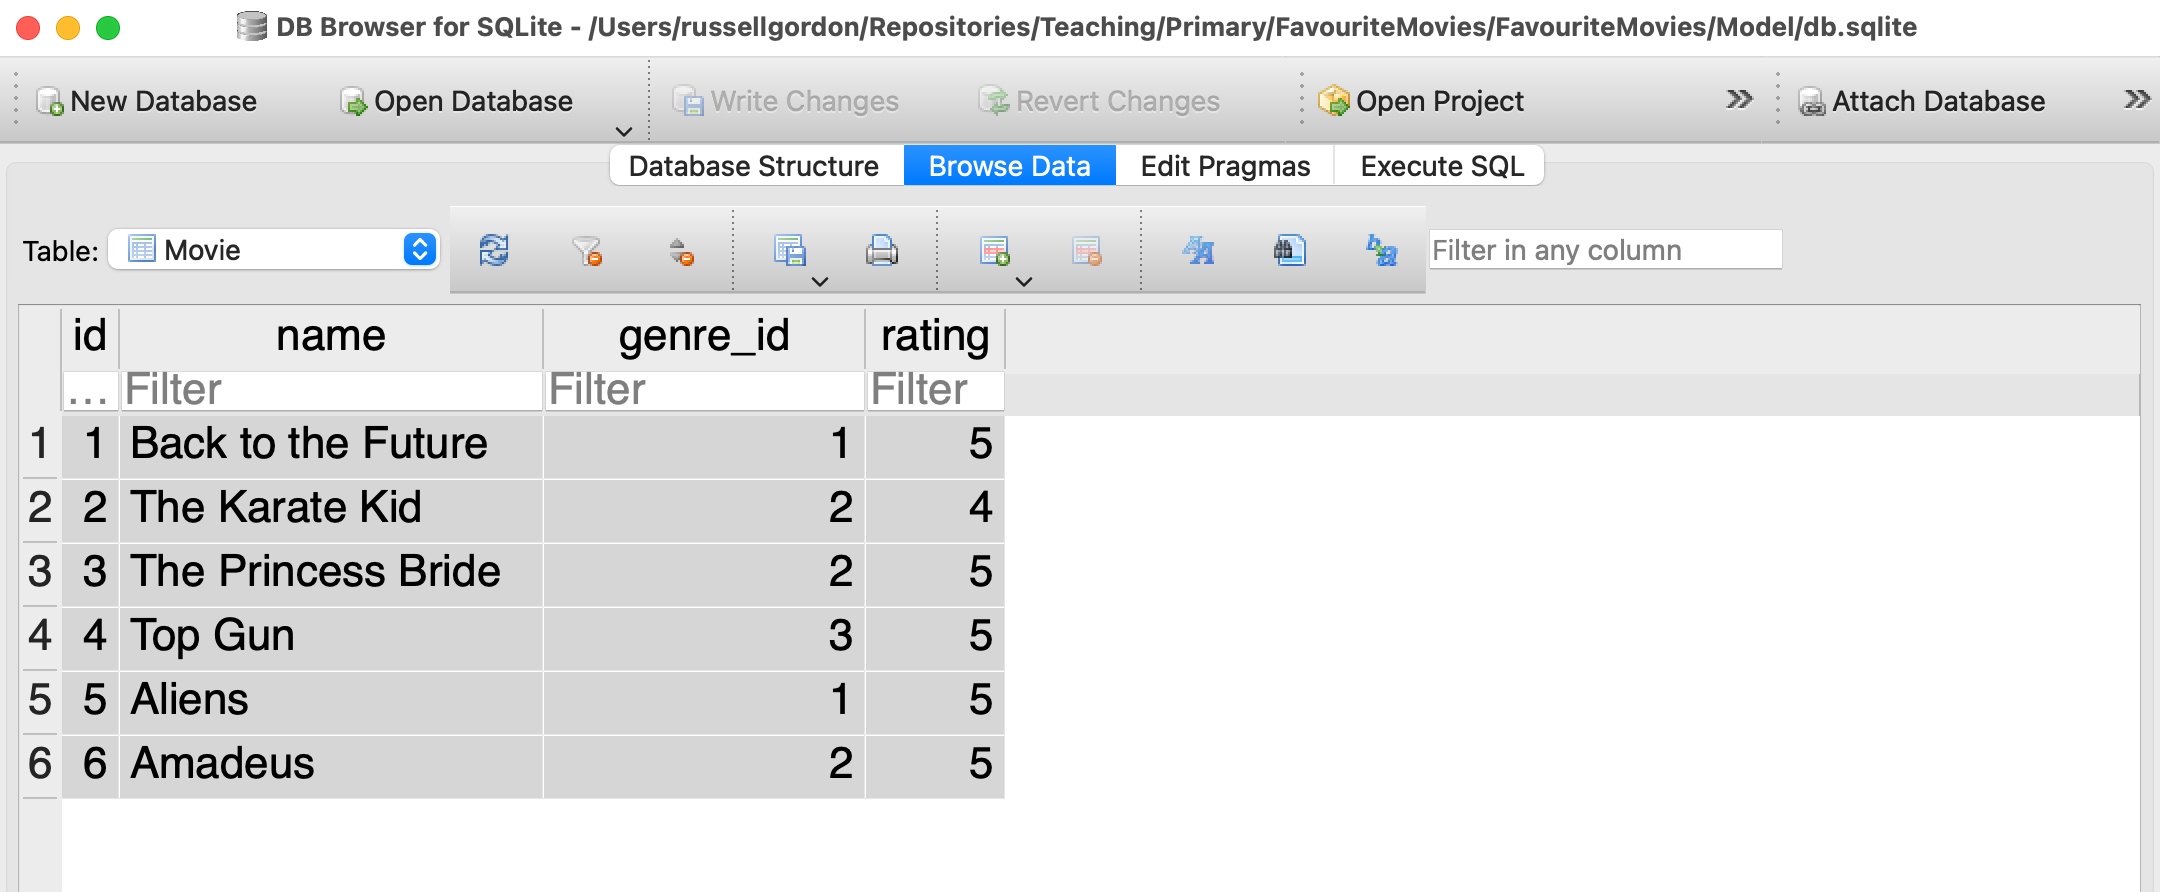 DB Browser for SQLite - /Users/russellgordon/Repositories/Teaching/Primary/FavouriteMovies/FavouriteMovies/Model/db.sqlite
New Database Open Database Write Changes Revert Changes Open Project Attach Database
Database Structure Browse Data Edit Pragmas Execute SQL
Table: Movie Filter in any column
id name genre_id rating
... Filter Filter Filter
1 1 Back to the Future 1 5
2 2 The Karate Kid 2 4
3 3 The Princess Bride 2 5
4 4 Top Gun 3 5
5 5 Aliens 1 5
6 6 Amadeus 2 5